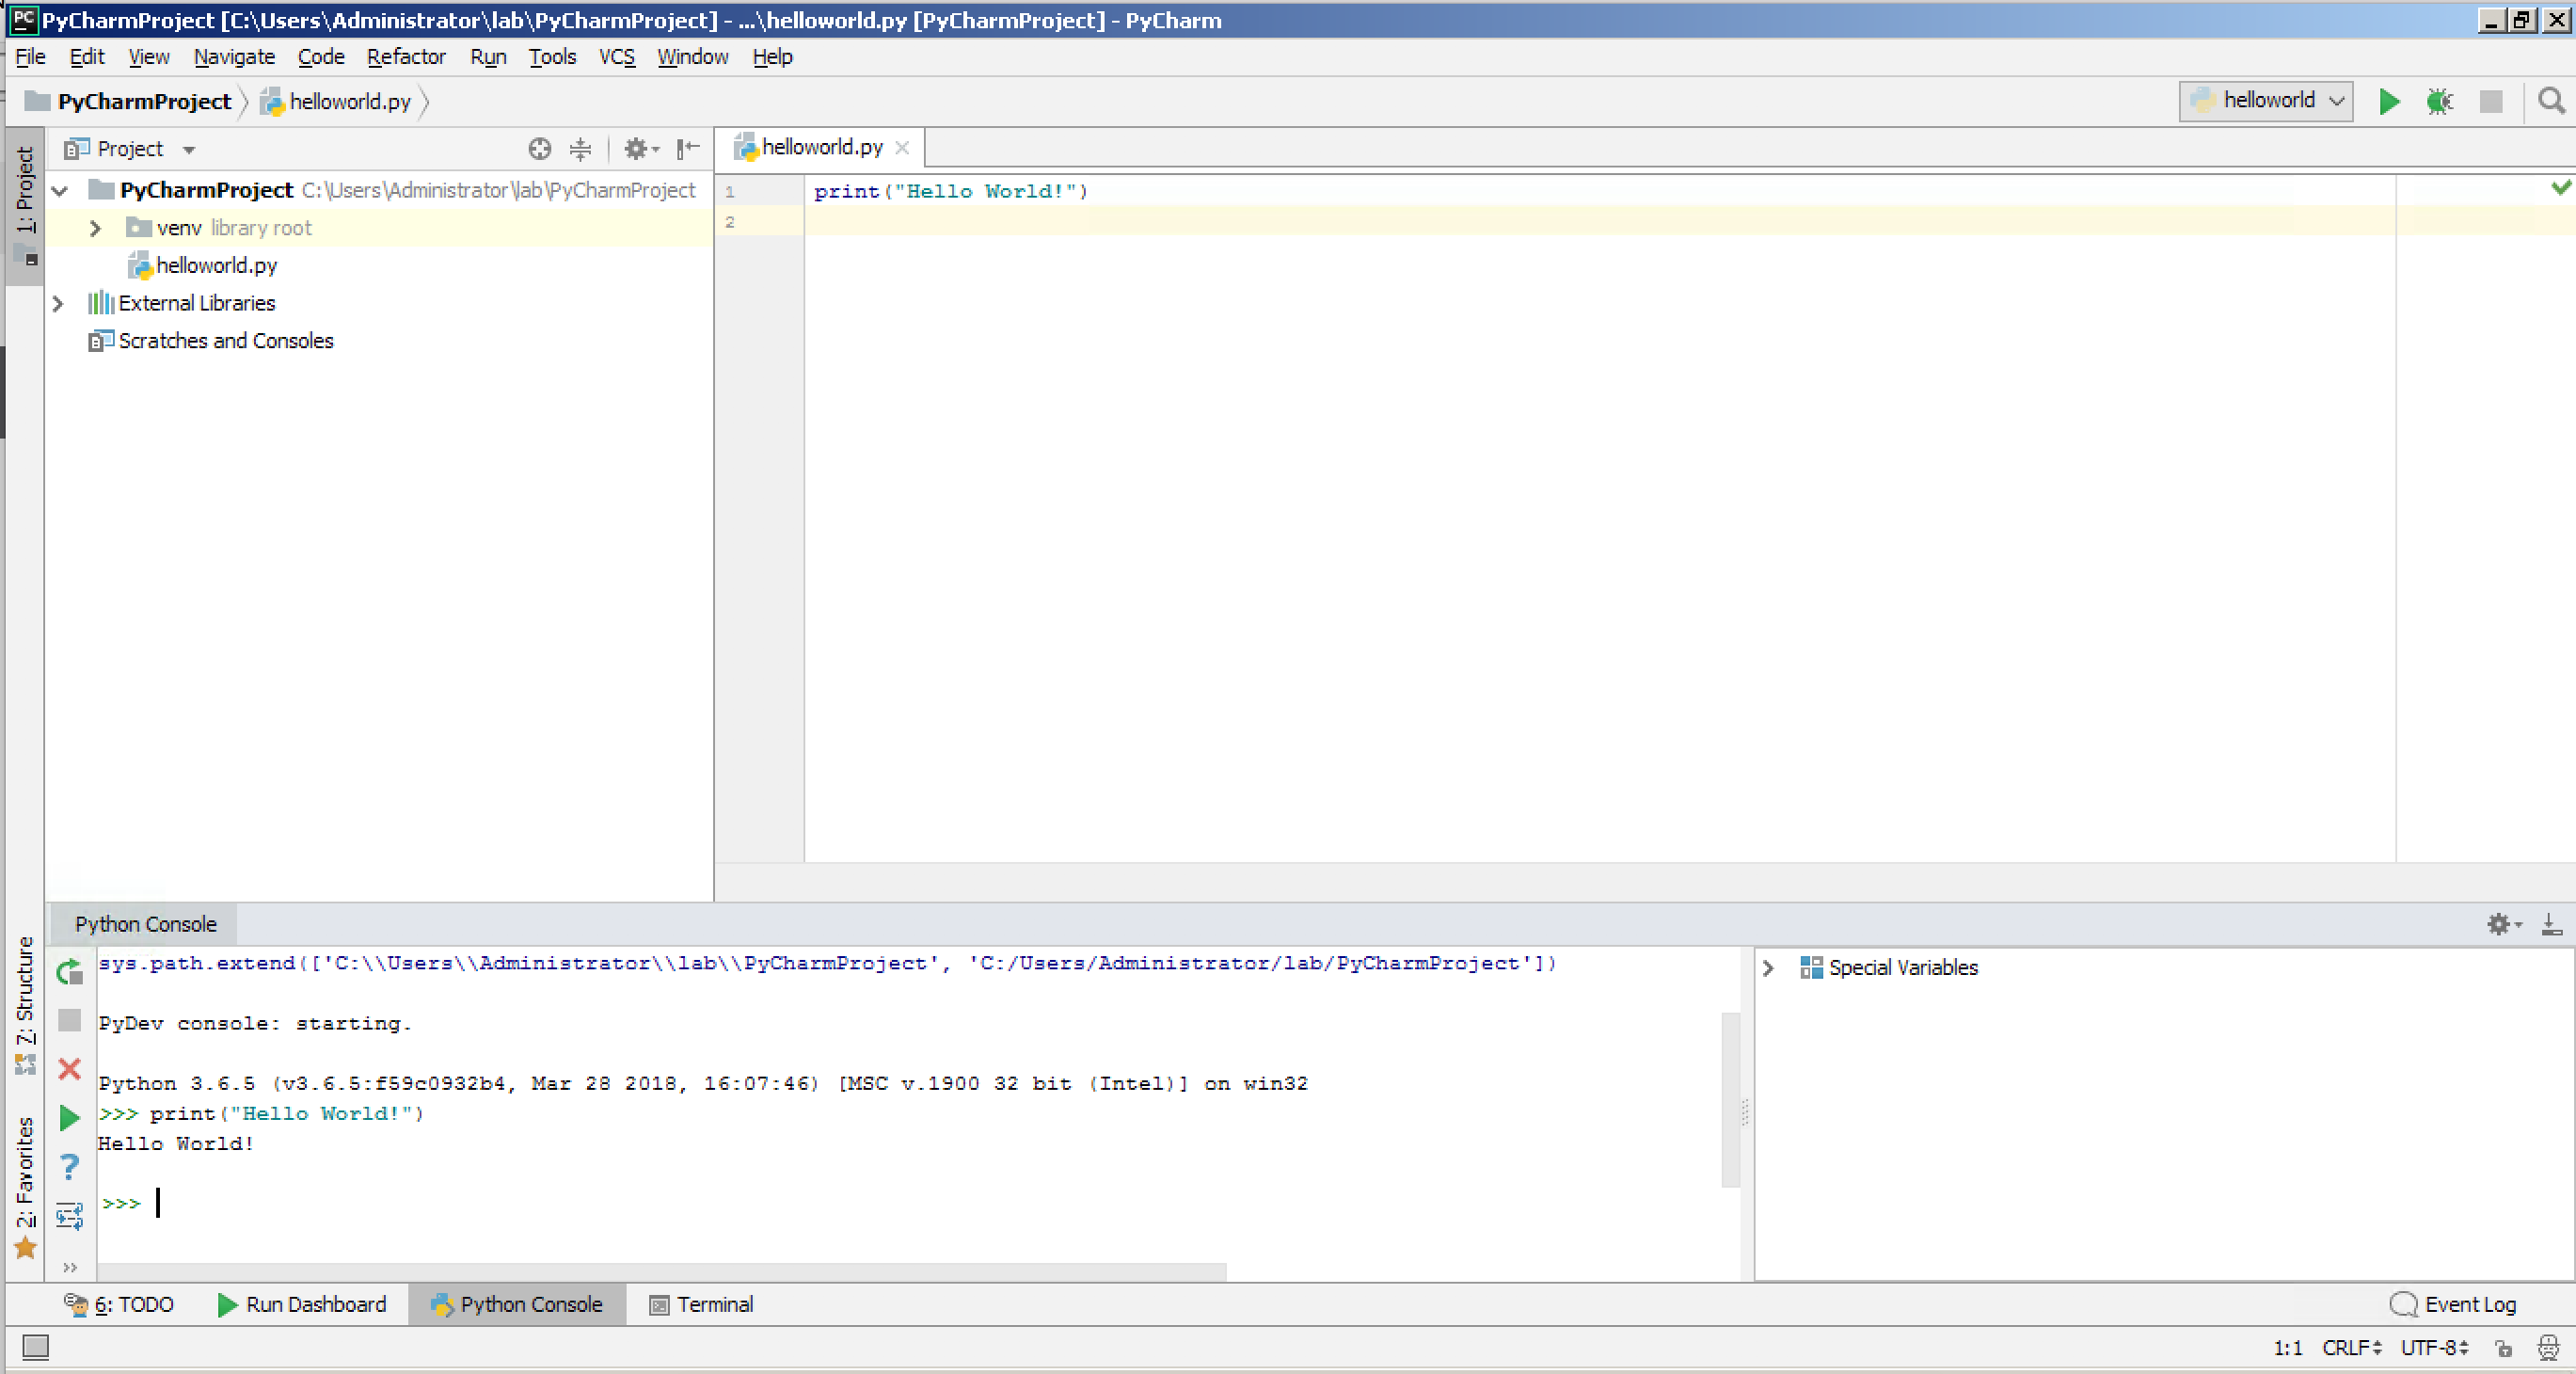 PC PyCharmProject [C:\Users\Administrator\lab\PyCharmProject] - ...\helloworld.py [PyCharmProject] - PyCharm
File Edit View Navigate Code Refactor Run Tools VCS Window Help
PyCharmProject helloworld.py helloworld
1: Project
Project
helloworld.py
PyCharmProject C:\Users\Administrator\lab\PyCharmProject
venv library root
helloworld.py
External Libraries
Scratches and Consoles
1 print("Hello World!")
2
7: Structure
2: Favorites
Python Console
sys.path.extend(['C:\\Users\\Administrator\\lab\\PyCharmProject', 'C:/Users/Administrator/lab/PyCharmProject'])
PyDev console: starting.
Python 3.6.5 (v3.6.5:f59c0932b4, Mar 28 2018, 16:07:46) [MSC v.1900 32 bit (Intel)] on win32
>>> print("Hello World!")
Hello World!
>>>
Special Variables
6: TODO Run Dashboard Python Console Terminal Event Log
1:1 CRLF UTF-8